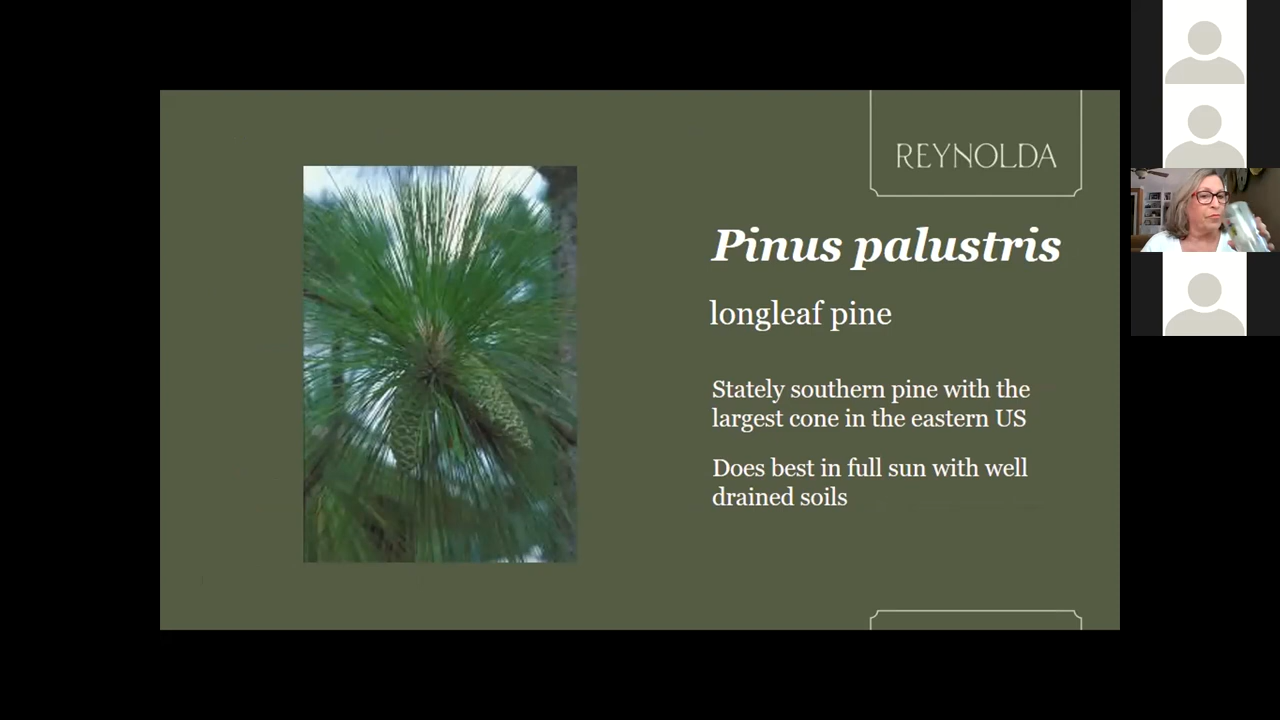 REYNOLDA
Pinus palustris
longleaf pine
Stately southern pine with the
largest cone in the eastern US
Does best in full sun with well
drained soils